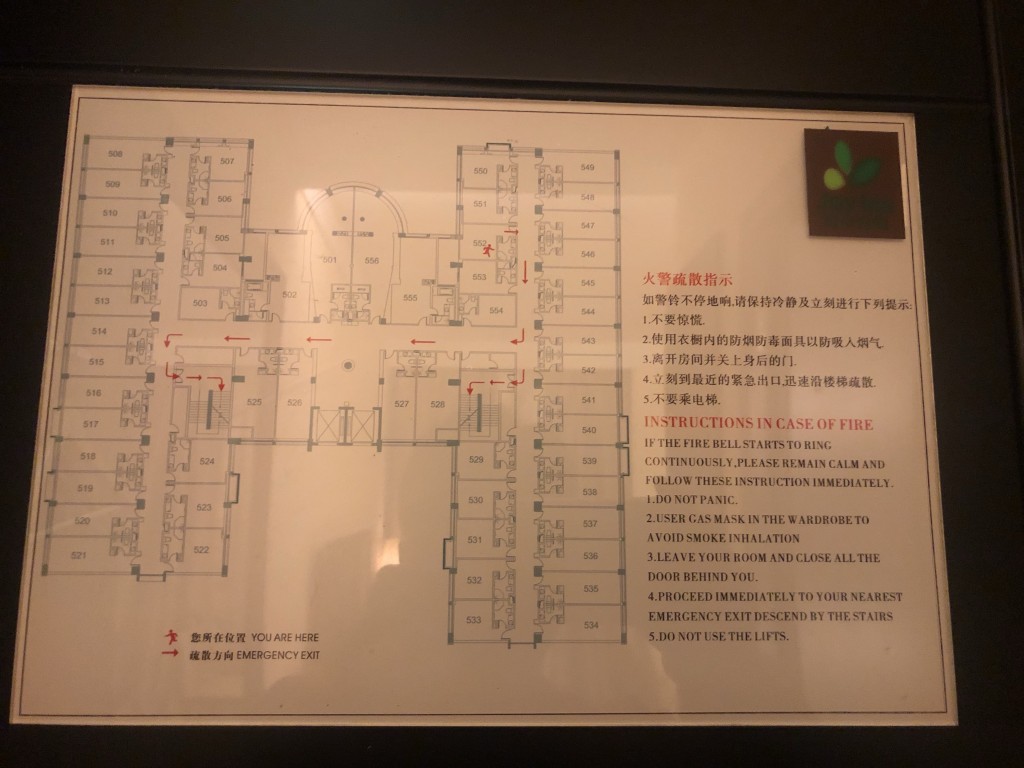 508
507
509
506
510
505
511
504
512
513
503
502
501
556
555
514
515
516
517
518
519
520
521
525
526
524
523
522
527
528
550
549
551
548
547
552
546
553
545
554
544
543
542
541
540
529
539
530
538
537
531
536
532
535
533
534
火警疏散指示
如警铃不停地响,请保持冷静及立刻进行下列提示:
1.不要惊慌.
2.使用衣橱内的防烟防毒面具以防吸入烟气.
3.离开房间并关上身后的门.
4.立刻到最近的紧急出口,迅速沿楼梯疏散.
5.不要乘电梯.
INSTRUCTIONS IN CASE OF FIRE
IF THE FIRE BELL STARTS TO RING
CONTINUOUSLY,PLEASE REMAIN CALM AND
FOLLOW THESE INSTRUCTION IMMEDIATELY.
1.DO NOT PANIC.
2.USER GAS MASK IN THE WARDROBE TO
AVOID SMOKE INHALATION
3.LEAVE YOUR ROOM AND CLOSE ALL THE
DOOR BEHIND YOU.
4.PROCEED IMMEDIATELY TO YOUR NEAREST
EMERGENCY EXIT DESCEND BY THE STAIRS
5.DO NOT USE THE LIFTS.
您所在位置 YOU ARE HERE
疏散方向 EMERGENCY EXIT